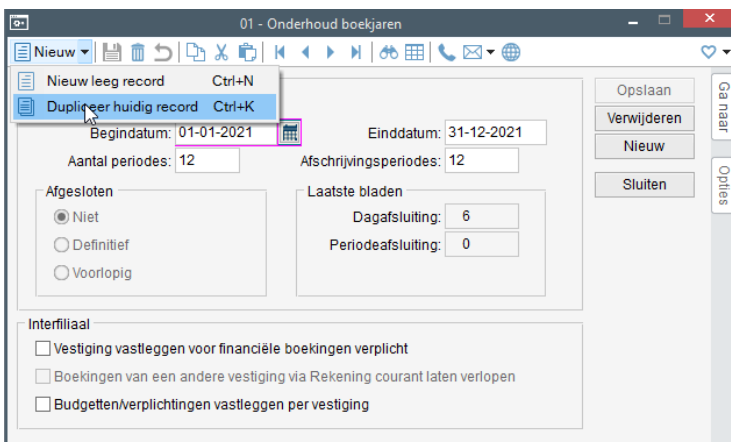 01 - Onderhoud boekjaren
Nieuw
Nieuw leeg record Ctrl+N
Dupliceer huidig record Ctrl+K
Begindatum: 01-01-2021 Einddatum: 31-12-2021
Aantal periodes: 12 Afschrijvingsperiodes: 12
Afgesloten Laatste bladen
Niet Dagafsluiting: 6
Definitief Periodeafsluiting: 0
Voorlopig
Interfiliaal
Vestiging vastleggen voor financiële boekingen verplicht
Boekingen van een andere vestiging via Rekening courant laten verlopen
Budgetten/verplichtingen vastleggen per vestiging
Opslaan
Verwijderen
Nieuw
Sluiten
Ga naar
Opties